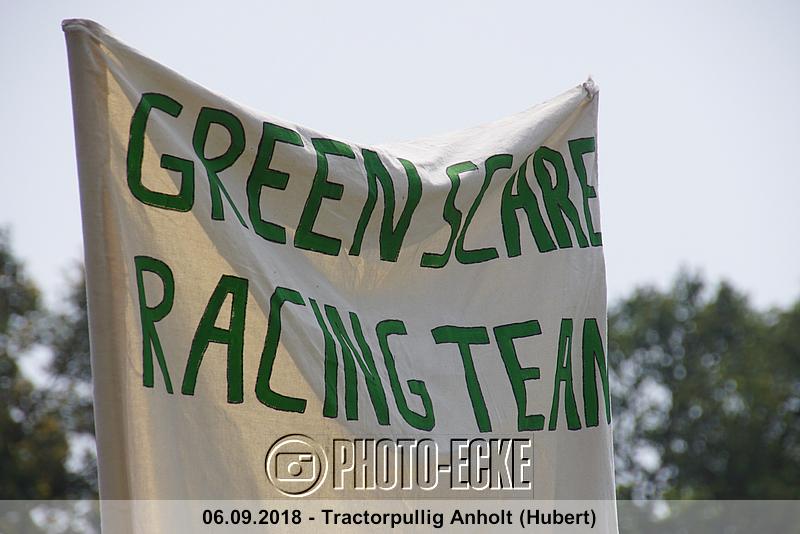 GREEN SCARE
RACING TEAM
PHOTO-ECKE
06.09.2018 - Tractorpullig Anholt (Hubert)